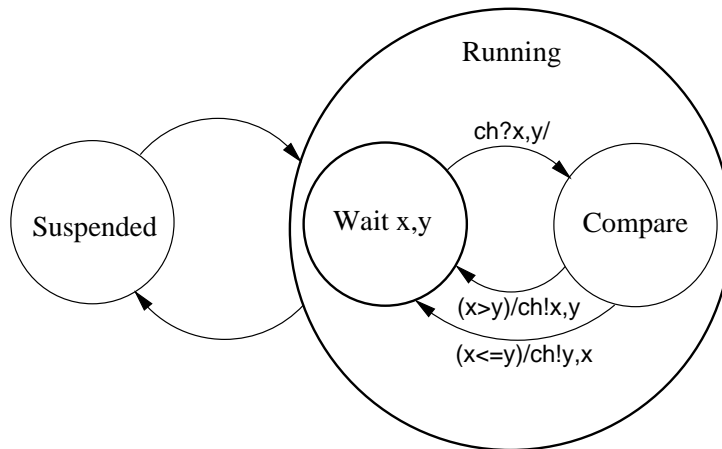 Running
ch?x,y/
Suspended
Wait x,y
Compare
(x>y)/ch!x,y
(x<=y)/ch!y,x